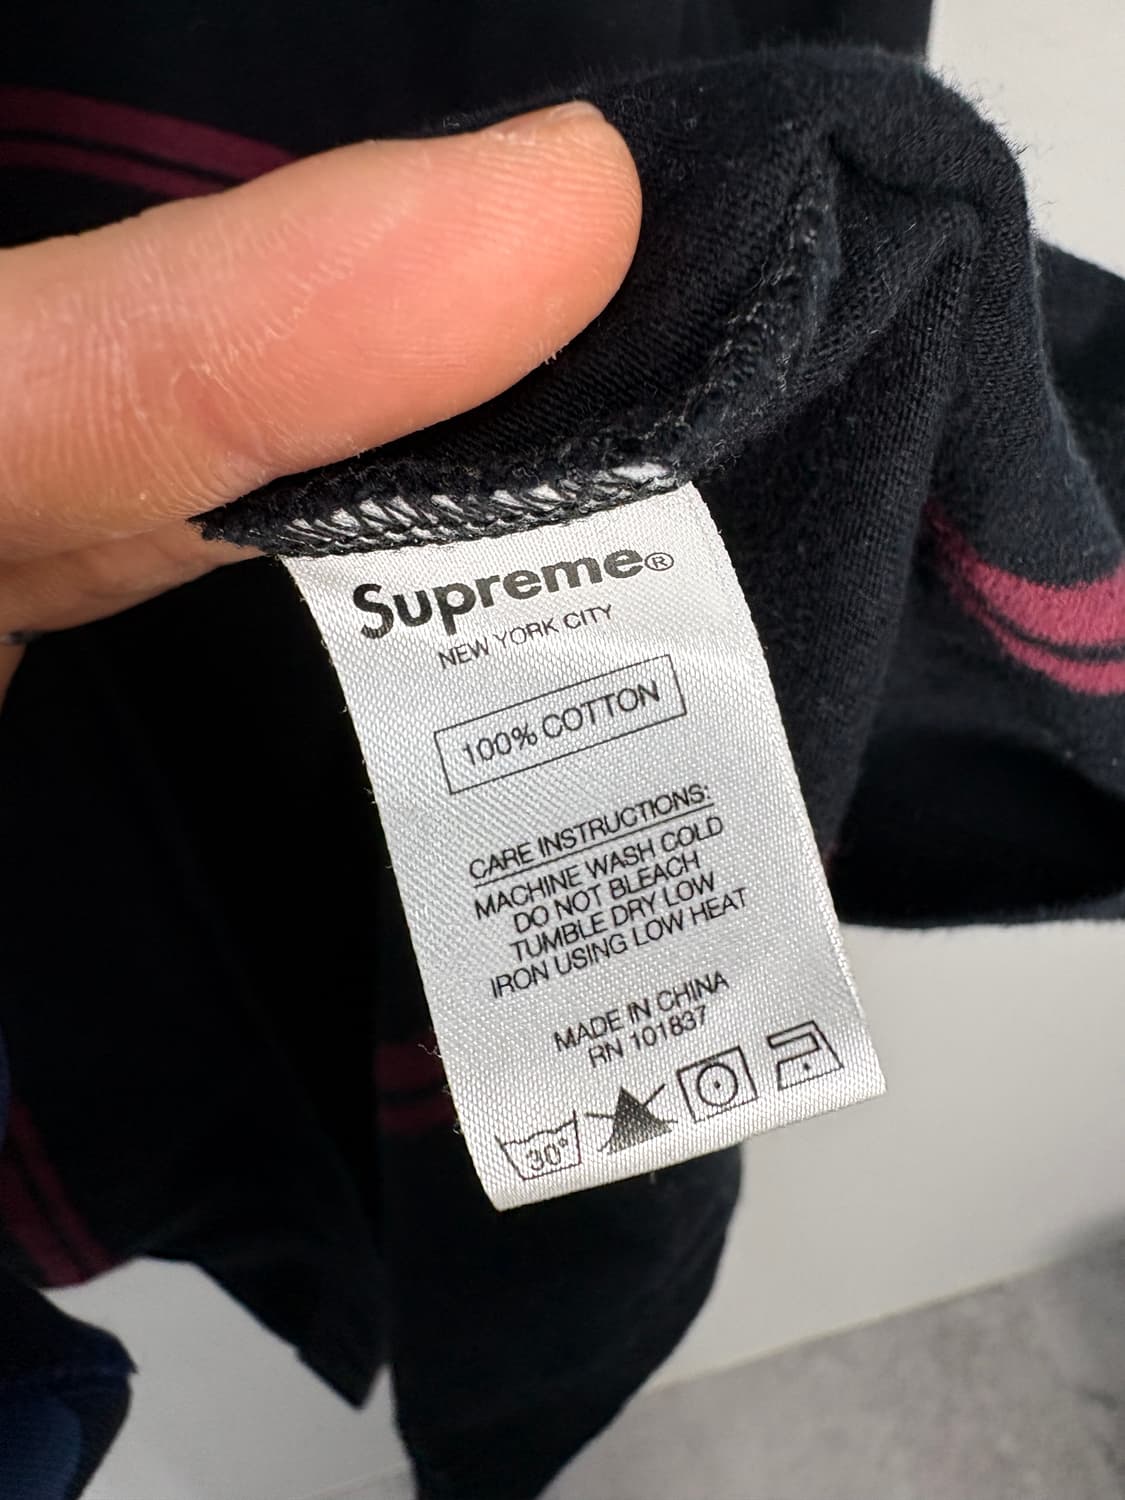 Supreme®
NEW YORK CITY
100% COTTON
CARE INSTRUCTIONS:
MACHINE WASH COLD
DO NOT BLEACH
TUMBLE DRY LOW
IRON USING LOW HEAT
MADE IN CHINA
RN 101837
30°